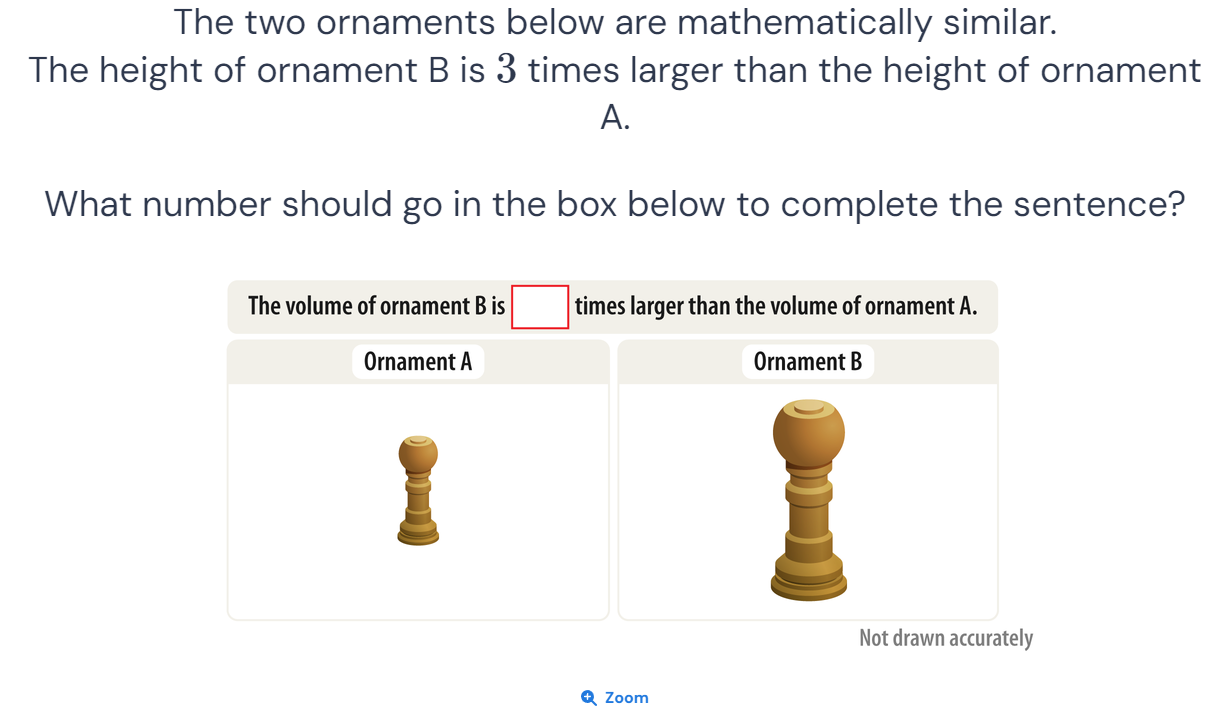 The two ornaments below are mathematically similar.
The height of ornament B is 3 times larger than the height of ornament
A.
What number should go in the box below to complete the sentence?
The volume of ornament B is times larger than the volume of ornament A.
Ornament A
Ornament B
Not drawn accurately
Zoom